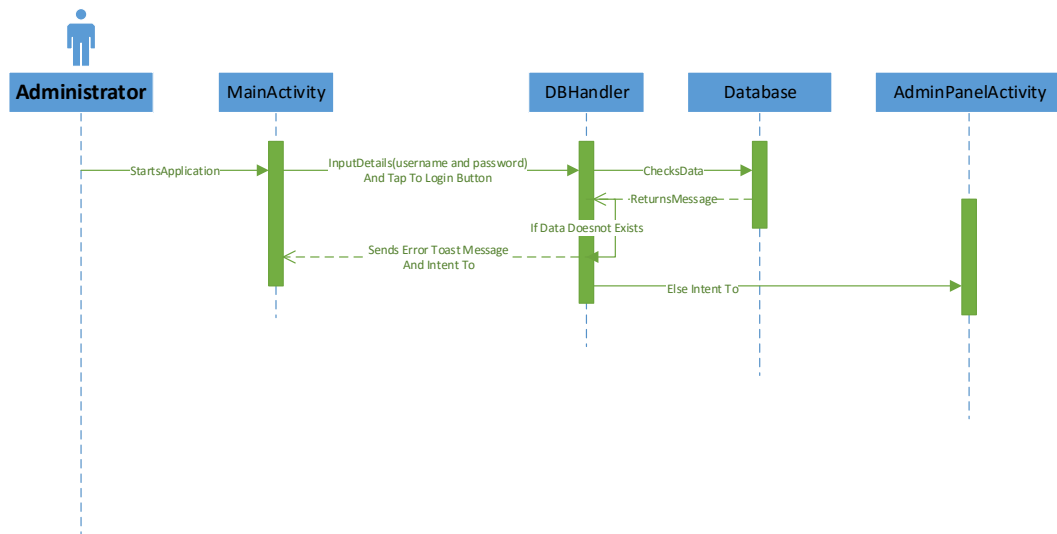 Administrator
MainActivity
DBHandler
Database
AdminPanelActivity
StartsApplication
InputDetails(username and password)
And Tap To Login Button
ChecksData
ReturnsMessage
If Data Doesnot Exists
Sends Error Toast Message
And Intent To
Else Intent To